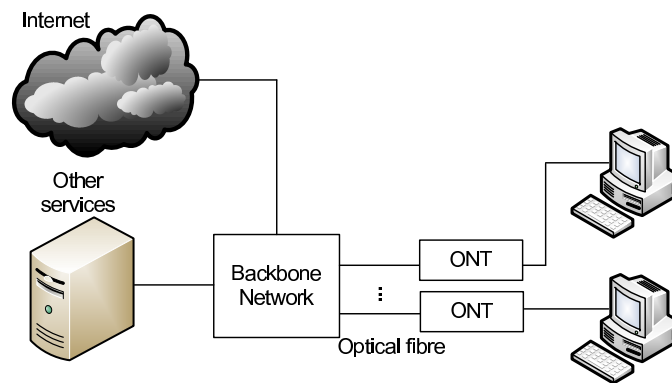 Internet
Other
services
Backbone
Network
ONT
ONT
Optical fibre